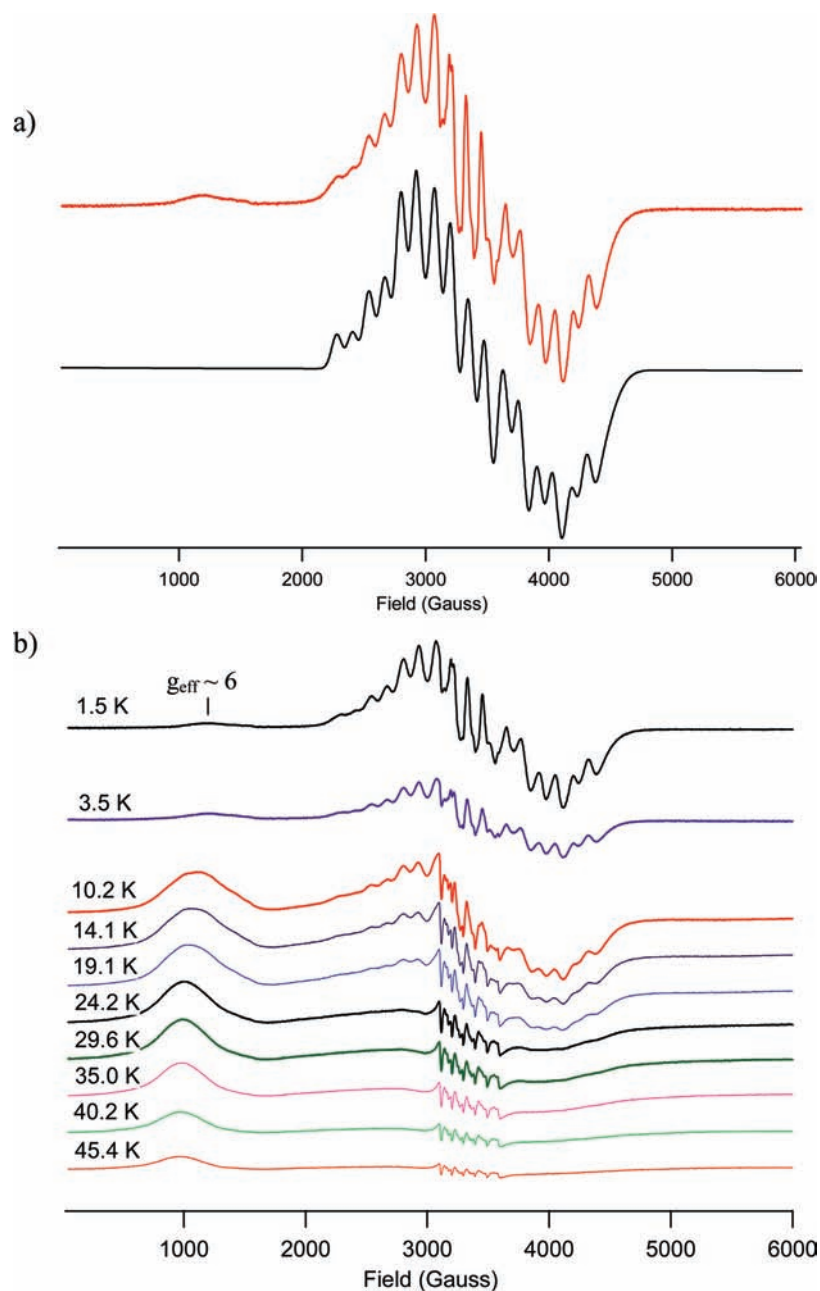 a)
1000 2000 3000 4000 5000 6000
Field (Gauss)
b)
g_eff ~ 6
1.5 K
3.5 K
10.2 K
14.1 K
19.1 K
24.2 K
29.6 K
35.0 K
40.2 K
45.4 K
1000 2000 3000 4000 5000 6000
Field (Gauss)